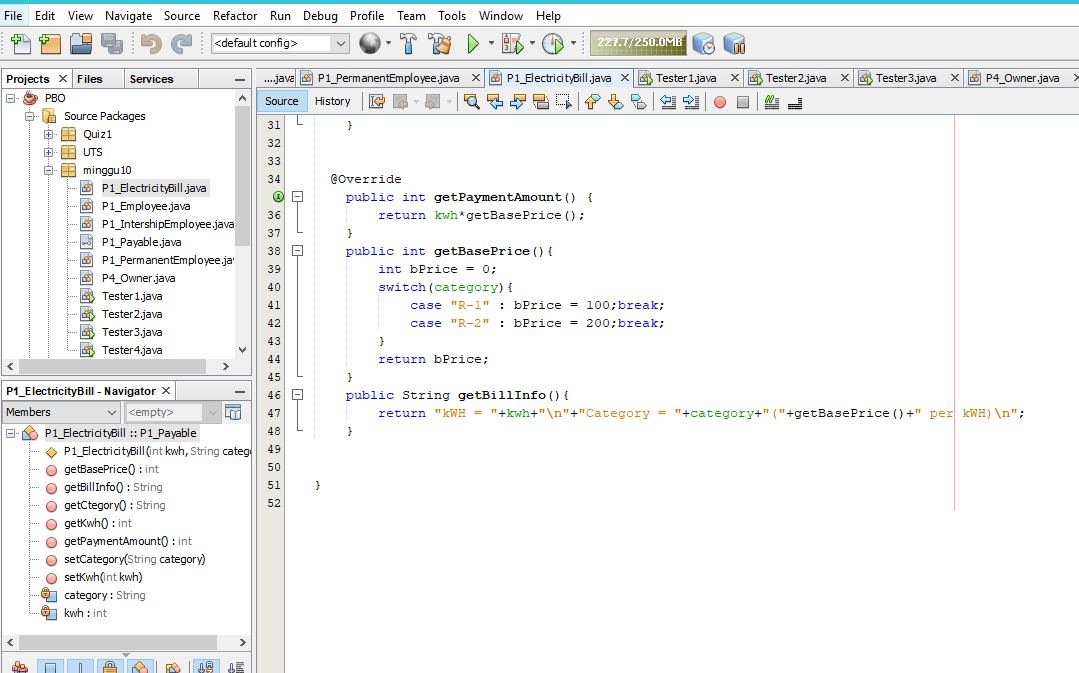 File Edit View Navigate Source Refactor Run Debug Profile Team Tools Window Help
<default config>
227.7/250.0MB
Projects
Files
Services
PBO
Source Packages
Quiz1
UTS
minggu10
P1_ElectricityBill.java
P1_Employee.java
P1_IntershipEmployee.java
P1_Payable.java
P1_PermanentEmployee.jav
P4_Owner.java
Tester1.java
Tester2.java
Tester3.java
Tester4.java
P1_ElectricityBill - Navigator
Members
<empty>
P1_ElectricityBill :: P1_Payable
P1_ElectricityBill(int kwh, String catego
getBasePrice() : int
getBillInfo() : String
getCtegory() : String
getKwh() : int
getPaymentAmount() : int
setCategory(String category)
setKwh(int kwh)
category : String
kwh : int
....java
P1_PermanentEmployee.java
P1_ElectricityBill.java
Tester1.java
Tester2.java
Tester3.java
P4_Owner.java
Source History
31 }
32
33
34 @Override
public int getPaymentAmount() {
36 return kwh*getBasePrice();
37 }
38 public int getBasePrice(){
39 int bPrice = 0;
40 switch(category){
41 case "R-1" : bPrice = 100;break;
42 case "R-2" : bPrice = 200;break;
43 }
44 return bPrice;
45 }
46 public String getBillInfo(){
47 return "kWH = "+kwh+"\n"+"Category = "+category+"("+getBasePrice()+" per kWH)\n";
48 }
49
50
51 }
52